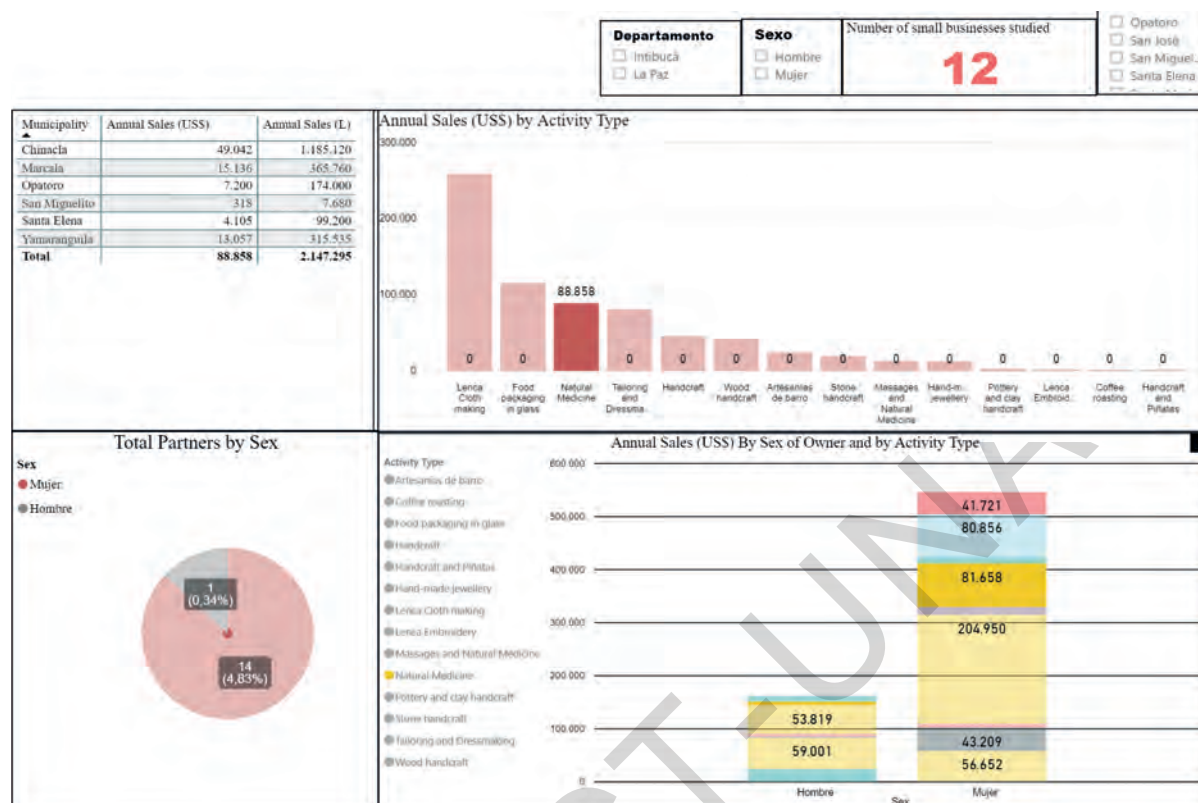 Departamento
Intibucá
La Paz
Sexo
Hombre
Mujer
Number of small businesses studied
12
Opatoro
San José
San Miguel...
Santa Elena
Municipality Annual Sales (US$) Annual Sales (L)
Chinacla 49.042 1.185.120
Marcala 15.136 365.760
Opatoro 7.200 174.000
San Miguelito 318 7.680
Santa Elena 4.105 99.200
Yamaranguila 13.057 315.535
Total 88.858 2.147.295
Annual Sales (US$) by Activity Type
300.000
200.000
100.000
0
88.858
0 0 0 0 0 0 0 0 0 0 0 0 0
Lenca Cloth making
Food packaging in glass
Natural Medicine
Tailoring and Dressma...
Handcraft
Wood handcraft
Artesanías de barro
Stone handcraft
Massages and Natural Medicine
Hand-m... jewellery
Pottery and clay handcraft
Lenca Embroid...
Coffee roasting
Handcraft and Piñatas
Total Partners by Sex
Sex
Mujer
Hombre
1
(0,34%)
14
(4,83%)
Annual Sales (US$) By Sex of Owner and by Activity Type
Activity Type
Artesanías de barro
Coffee roasting
Food packaging in glass
Handcraft
Handcraft and Piñatas
Hand-made jewellery
Lenca Cloth making
Lenca Embroidery
Massages and Natural Medicine
Natural Medicine
Pottery and clay handcraft
Stone handcraft
Tailoring and Dressmaking
Wood handcraft
600.000
500.000
400.000
300.000
200.000
100.000
0
53.819
59.001
41.721
80.856
81.658
204.950
43.209
56.652
Hombre
Mujer
Sex